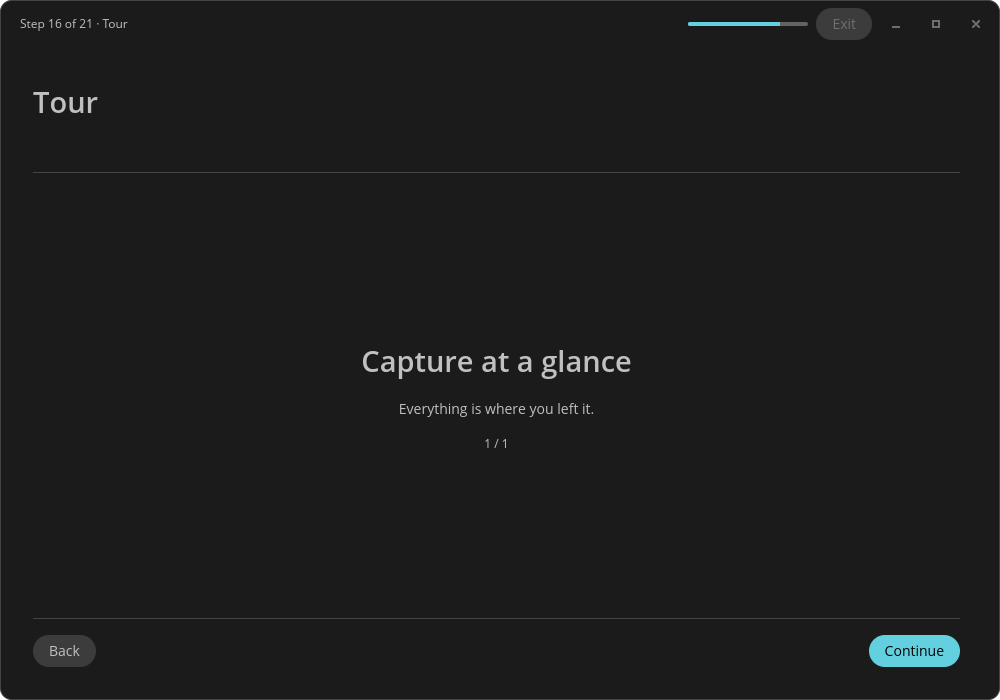 Step 16 of 21 · Tour
Exit
Tour
Capture at a glance
Everything is where you left it.
1 / 1
Back
Continue